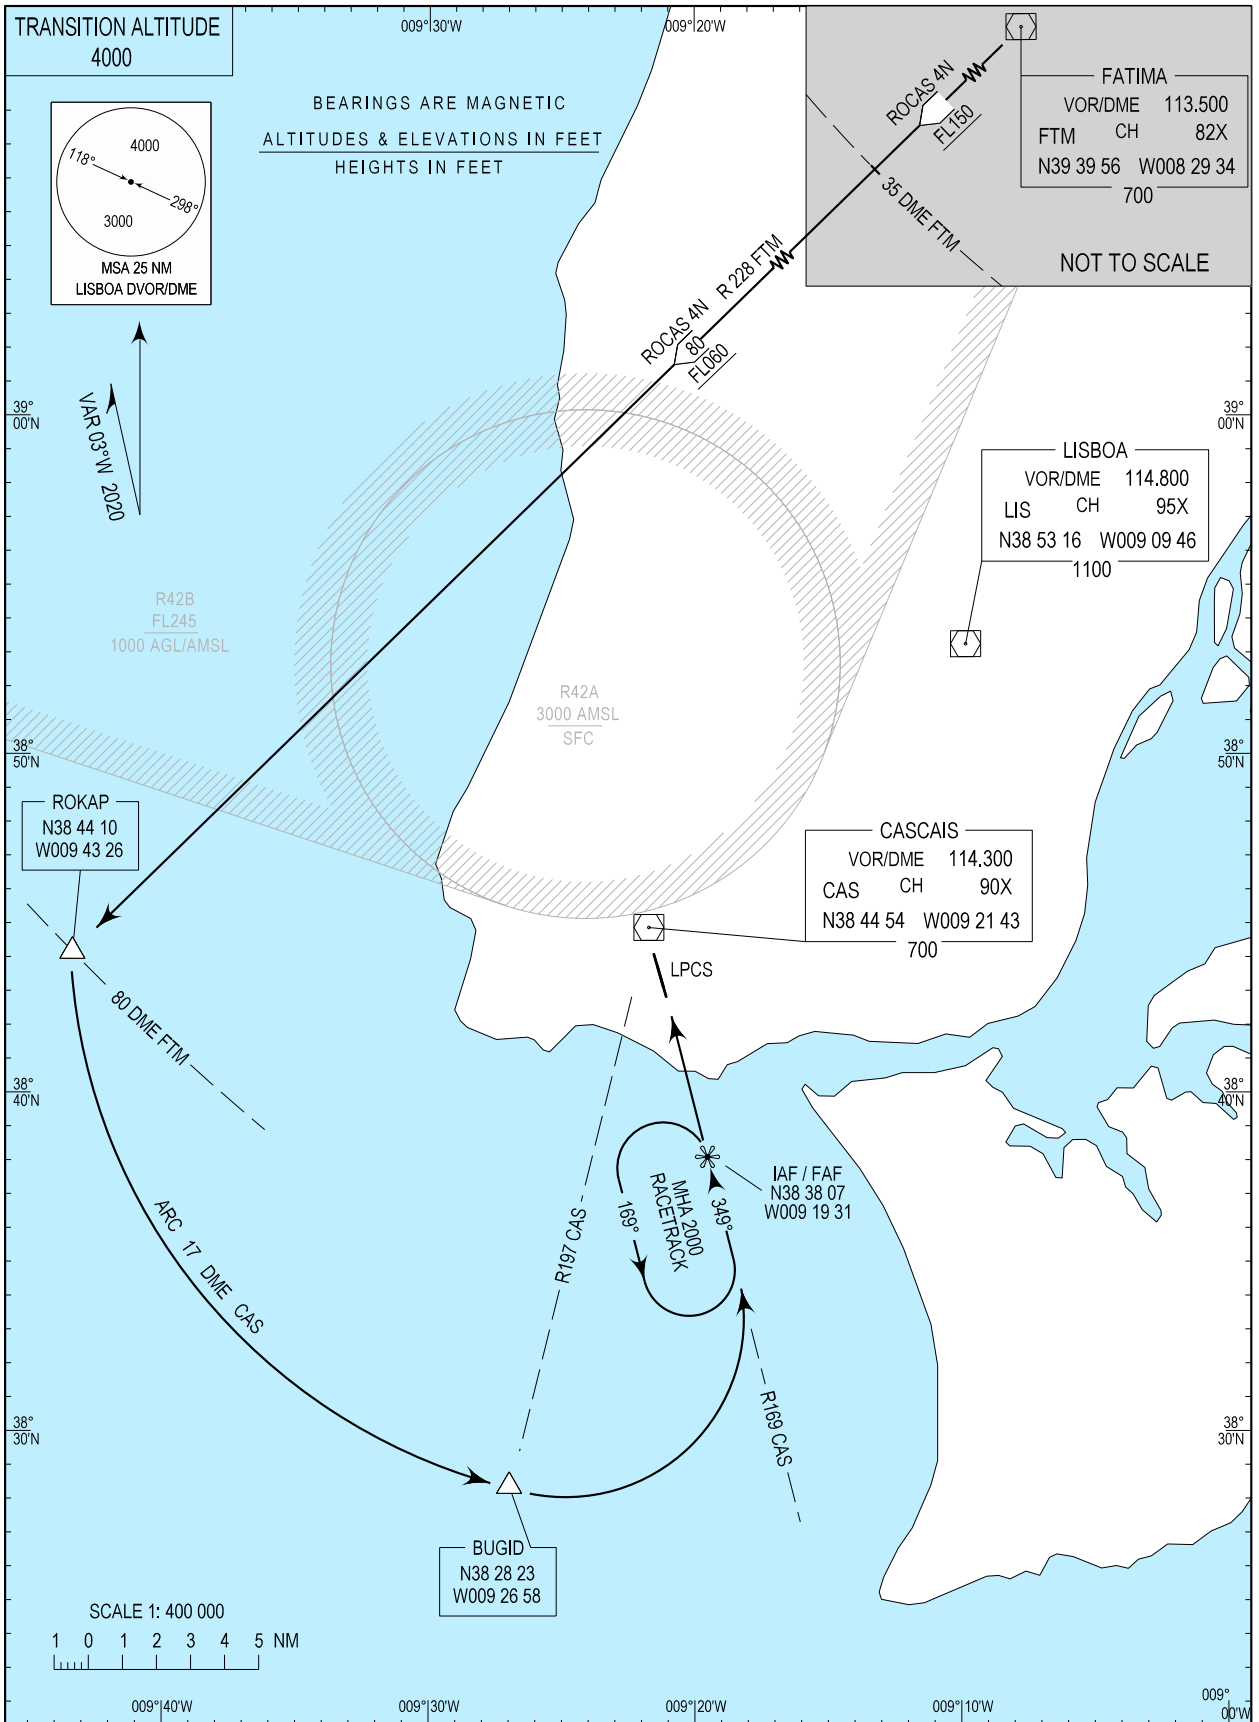 TRANSITION ALTITUDE
4000
009°30'W
009°20'W
BEARINGS ARE MAGNETIC
ALTITUDES & ELEVATIONS IN FEET
HEIGHTS IN FEET
118°
4000
298°
3000
MSA 25 NM
LISBOA DVOR/DME
VAR 03°W 2020
ROCAS 4N
FL150
FATIMA
VOR/DME 113.500
FTM CH 82X
N39 39 56 W008 29 34
700
35 DME FTM
NOT TO SCALE
R 228 FTM
ROCAS 4N
80
FL060
39°
00'N
39°
00'N
LISBOA
VOR/DME 114.800
LIS CH 95X
N38 53 16 W009 09 46
1100
R42B
FL245
1000 AGL/AMSL
R42A
3000 AMSL
SFC
38°
50'N
38°
50'N
ROKAP
N38 44 10
W009 43 26
CASCAIS
VOR/DME 114.300
CAS CH 90X
N38 44 54 W009 21 43
700
LPCS
80 DME FTM
38°
40'N
38°
40'N
IAF / FAF
N38 38 07
W009 19 31
MHA 2000
RACETRACK
169°
349°
R197 CAS
ARC 17 DME CAS
R169 CAS
38°
30'N
38°
30'N
BUGID
N38 28 23
W009 26 58
SCALE 1: 400 000
1 0 1 2 3 4 5 NM
009°40'W
009°30'W
009°20'W
009°10'W
009°
00'W